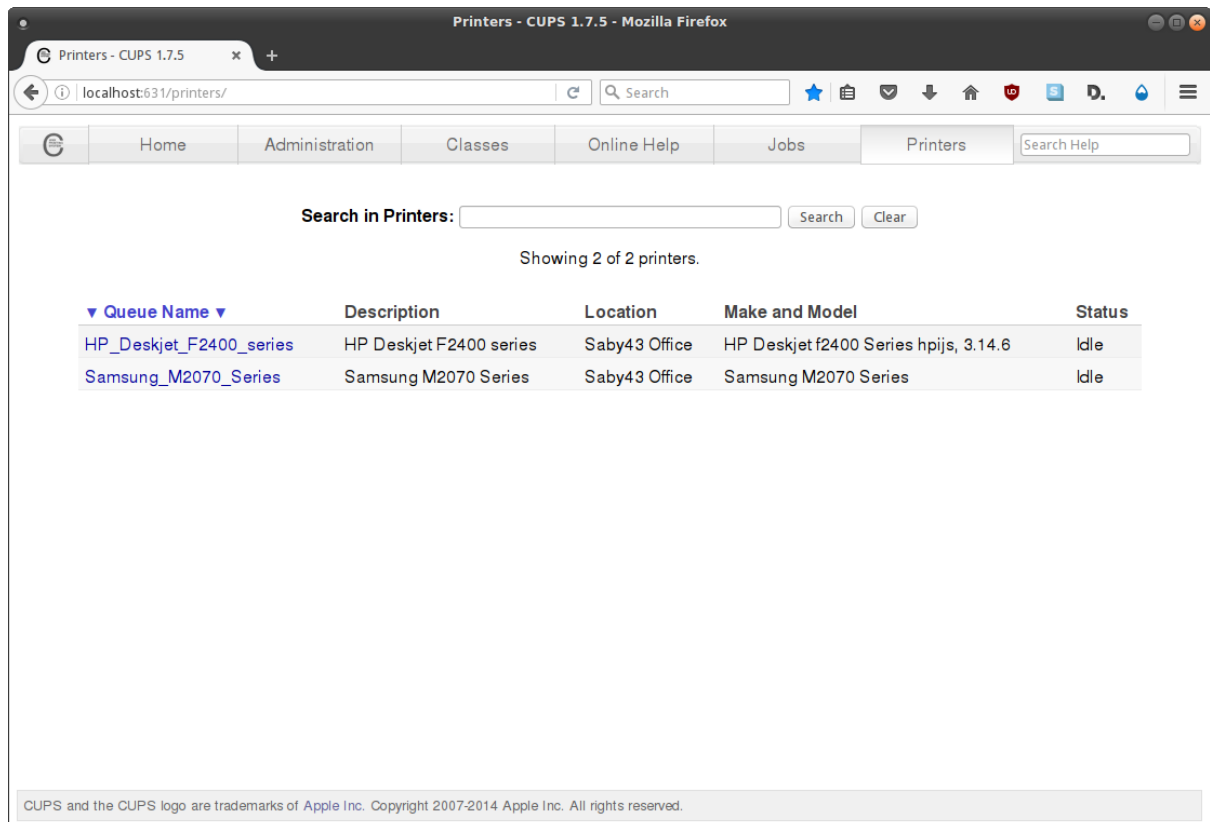 Printers - CUPS 1.7.5 - Mozilla Firefox
Printers - CUPS 1.7.5 × +
localhost:631/printers/ Search S D.
Home Administration Classes Online Help Jobs Printers Search Help
Search in Printers: Search Clear
Showing 2 of 2 printers.
▼ Queue Name ▼ Description Location Make and Model Status
HP_Deskjet_F2400_series HP Deskjet F2400 series Saby43 Office HP Deskjet f2400 Series hpijs, 3.14.6 Idle
Samsung_M2070_Series Samsung M2070 Series Saby43 Office Samsung M2070 Series Idle
CUPS and the CUPS logo are trademarks of Apple Inc. Copyright 2007-2014 Apple Inc. All rights reserved.